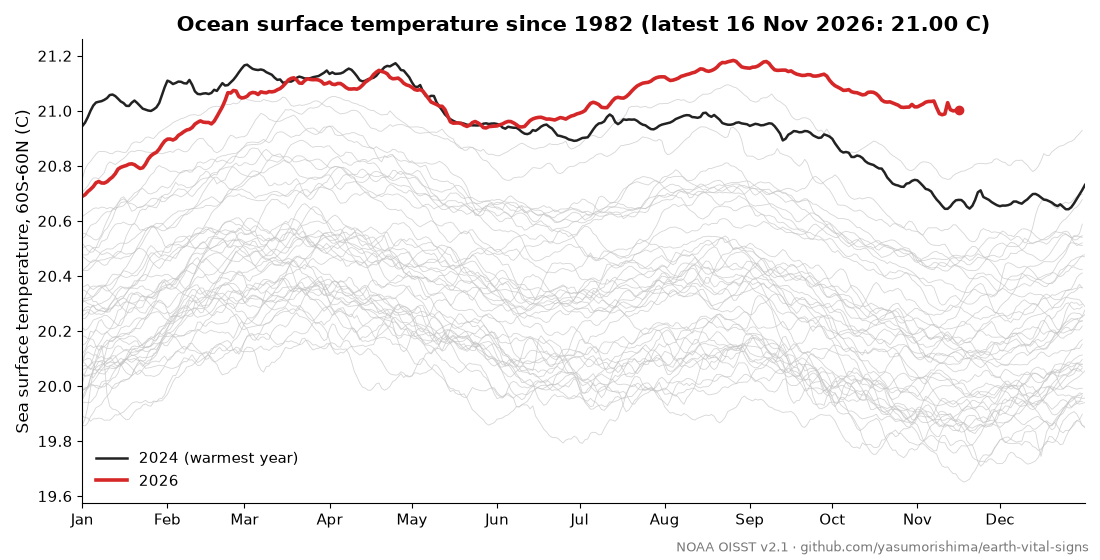 Ocean surface temperature since 1982 (latest 16 Nov 2026: 21.00 C)
Sea surface temperature, 60S-60N (C)
21.2
21.0
20.8
20.6
20.4
20.2
20.0
19.8
19.6
2024 (warmest year)
2026
Jan Feb Mar Apr May Jun Jul Aug Sep Oct Nov Dec
NOAA OISST v2.1 · github.com/yasumorishima/earth-vital-signs